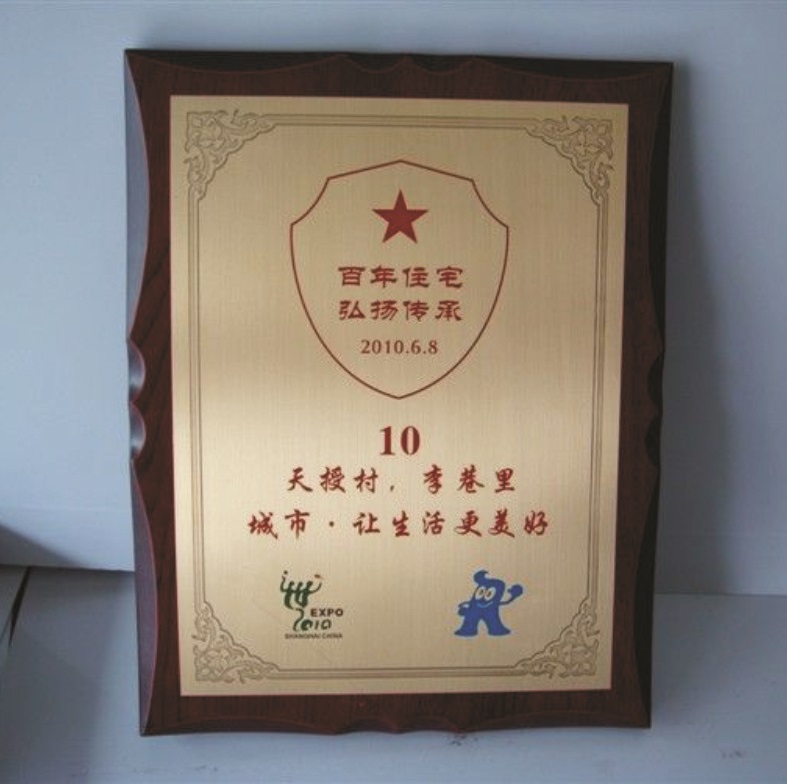 百年住宅
弘扬传承
2010.6.8
10
天授村，李巷里
城市·让生活更美好
EXPO
2010
SHANGHAI CHINA